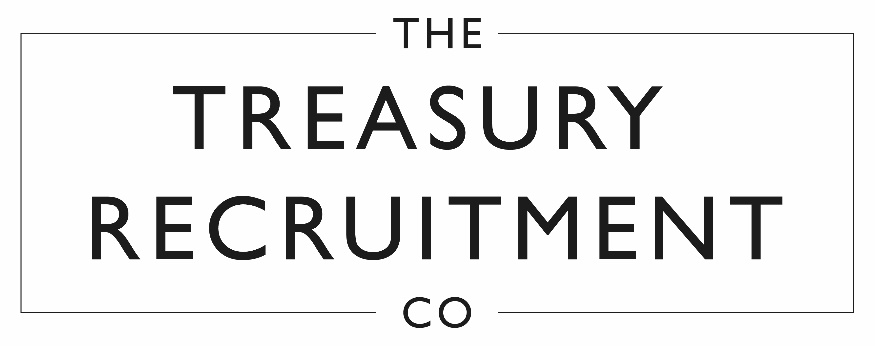 THE
TREASURY
RECRUITMENT
CO